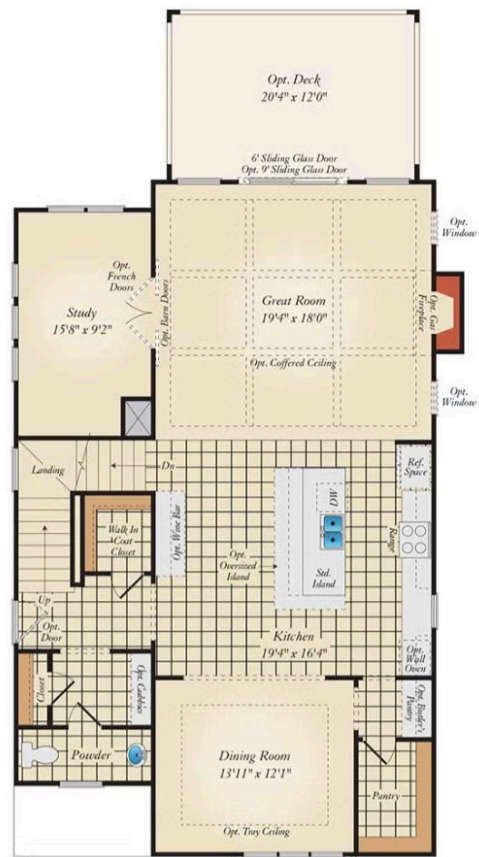 Opt. Deck
20'4" x 12'0"
6' Sliding Glass Door
Opt. 9' Sliding Glass Door
Opt.
French
Doors
Opt. Barn Doors
Study
15'8" x 9'2"
Great Room
19'4" x 18'0"
Opt.
Window
Opt. Gas
Fireplace
Opt. Coffered Ceiling
Opt.
Window
Landing
Dn
Ref.
Space
Walk In
Coat
Closet
Opt. Wine Bar
DW
Range
Opt.
Oversized
Island
Std.
Island
Up
Opt.
Door
Kitchen
19'4" x 16'4"
Opt.
Wall
Oven
Closet
Opt. Cubbies
Opt. Butler's
Pantry
Powder
Dining Room
13'11" x 12'1"
Pantry
Opt. Tray Ceiling